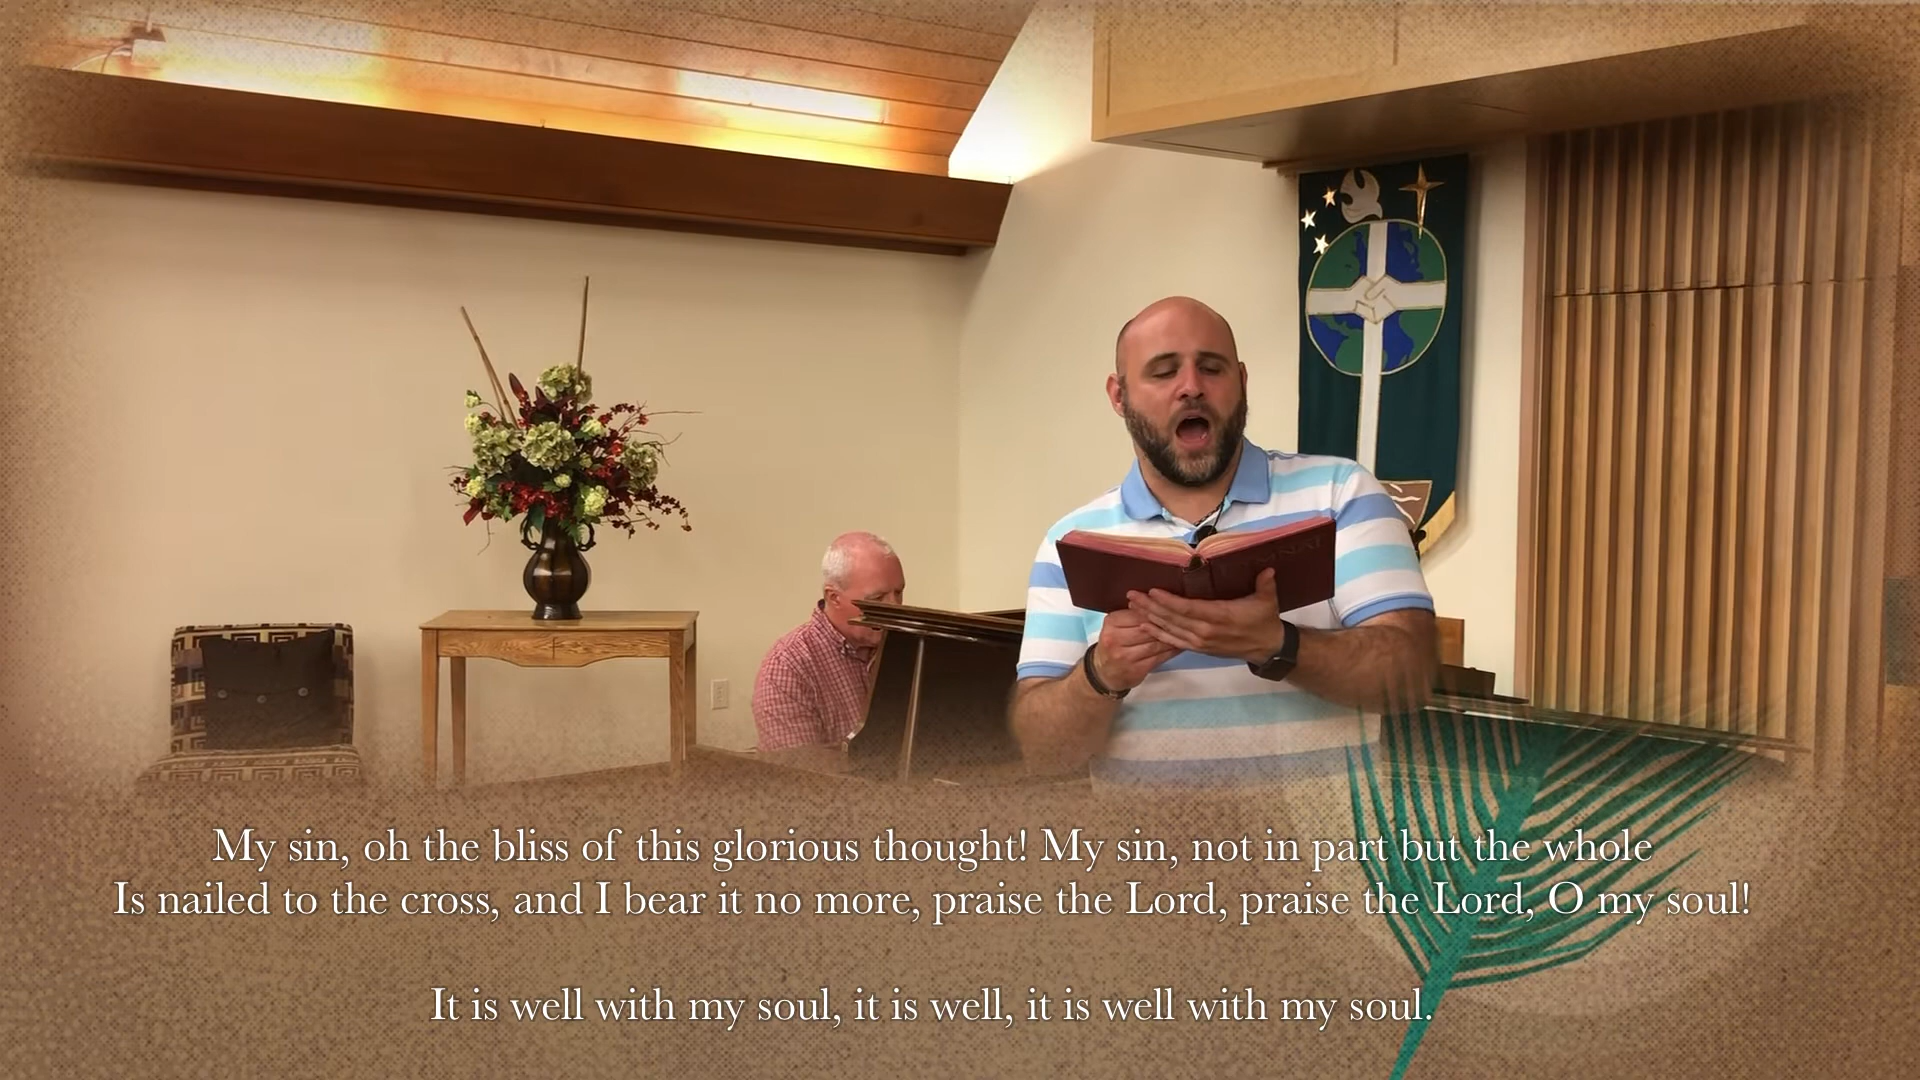 My sin, oh the bliss of this glorious thought! My sin, not in part but the whole
Is nailed to the cross, and I bear it no more, praise the Lord, praise the Lord, O my soul!
It is well with my soul, it is well, it is well with my soul.